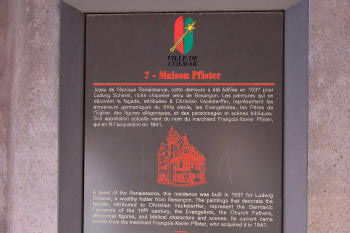 VILLE DE
COLMAR
7 - Maison Pfister
Joyau de l'époque Renaissance, cette demeure a été édifiée en 1537 pour
Ludwig Scherer, riche chapelier venu de Besançon. Les peintures qui en
décorent la façade, attribuées à Christian Vacksterffer, représentent les
empereurs germaniques du XVIe siècle, les Evangélistes, les Pères de
l'Eglise, des figures allégoriques, et des personnages et scènes bibliques.
Son appellation actuelle vient du nom du marchand François-Xavier Pfister,
qui en fit l'acquisition en 1841.
A jewel of the Renaissance, this residence was built in 1537 for Ludwig
Scherer, a wealthy hatter from Besançon. The paintings that decorate the
facade, attributed to Christian Vacksterffer, represent the Germanic
Emperors of the 16th century, the Evangelists, the Church Fathers,
allegorical figures, and biblical characters and scenes. Its current name
comes from the merchant François-Xavier Pfister, who acquired it in 1841.